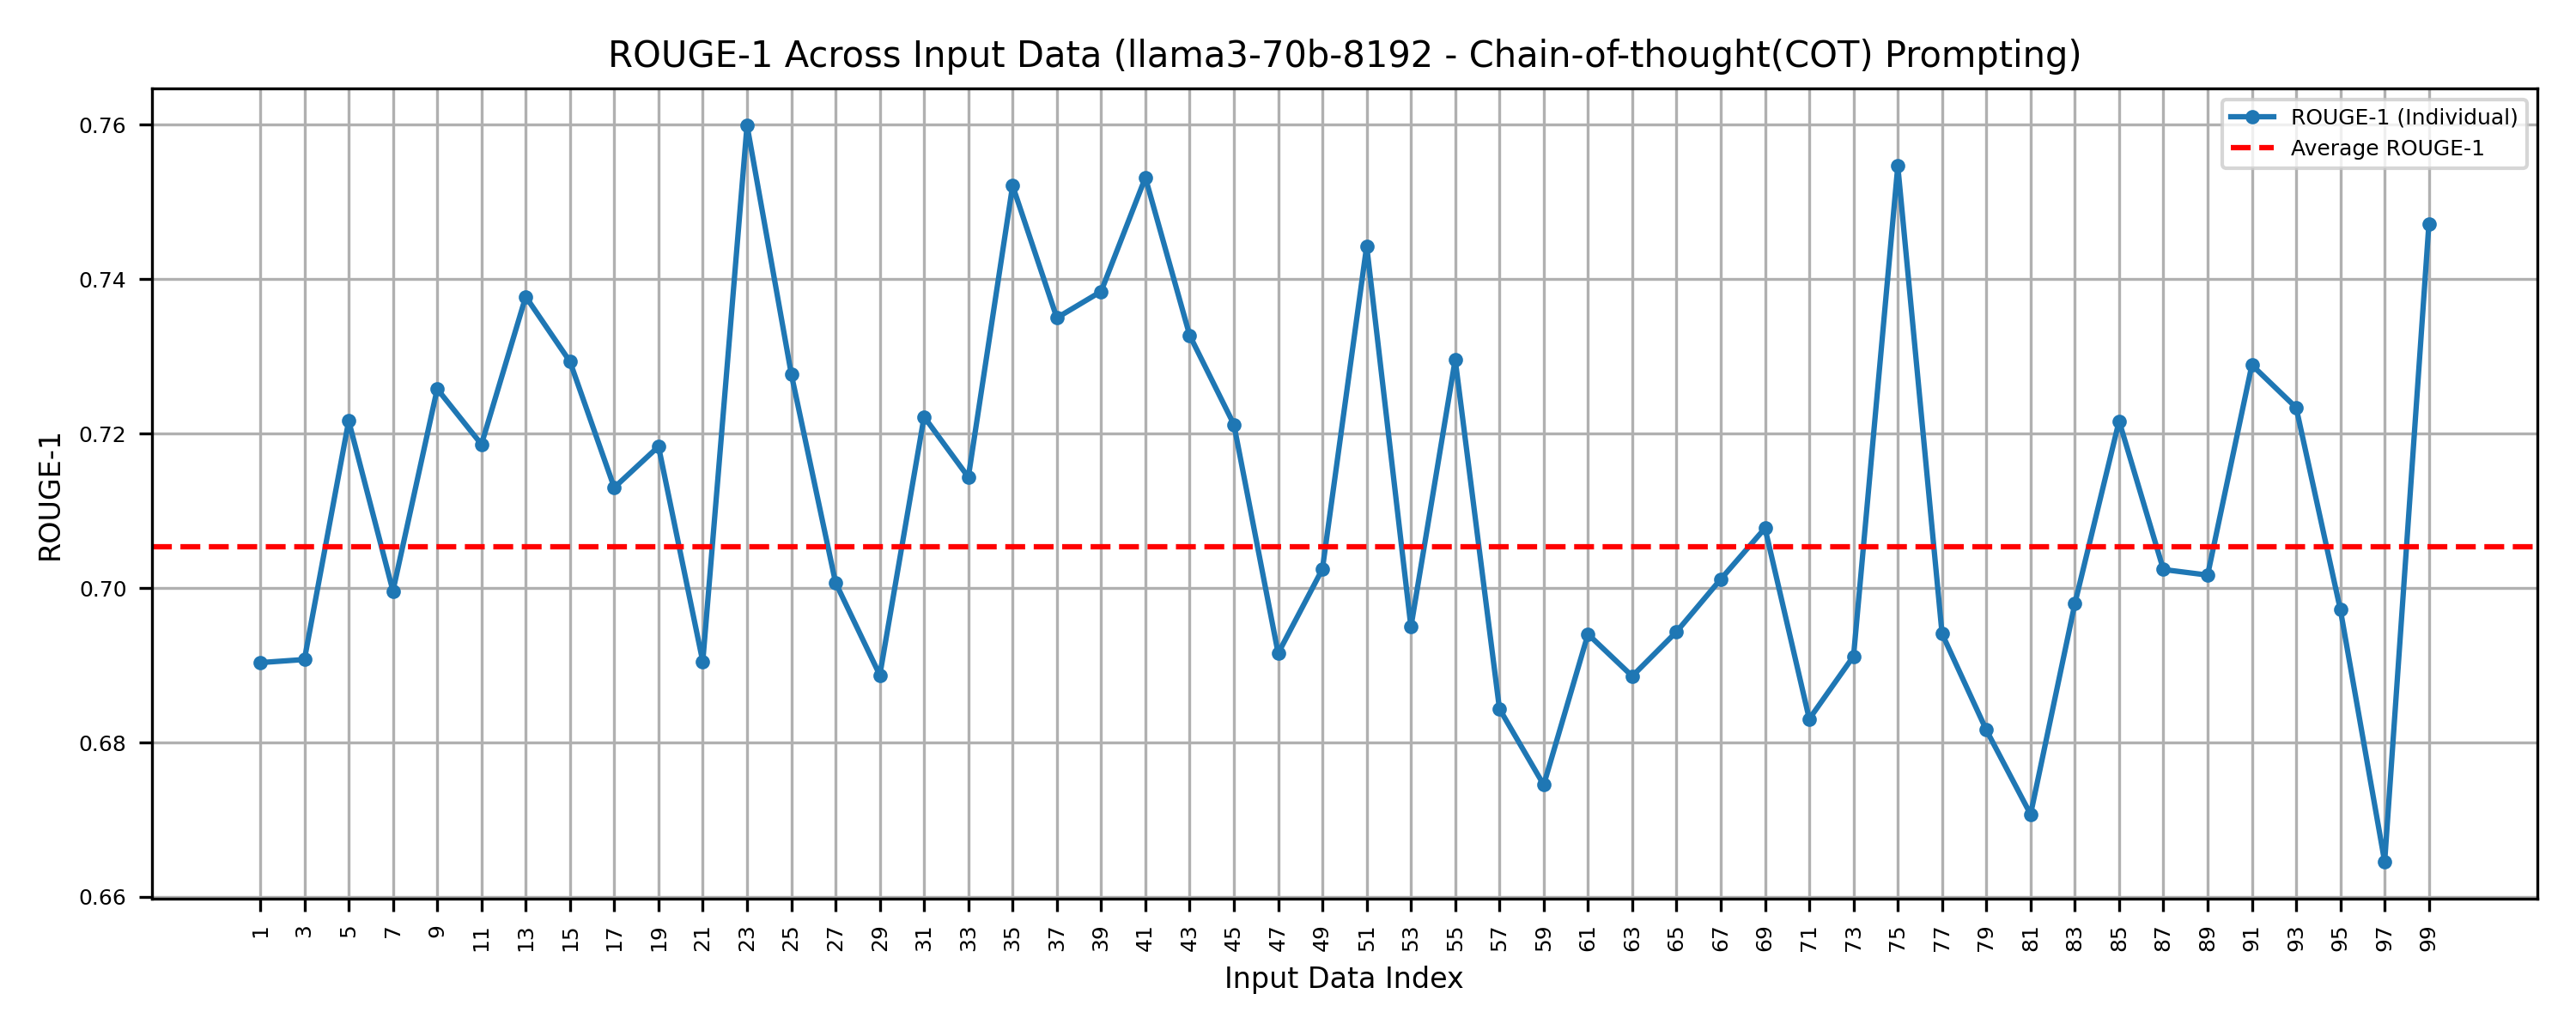 ROUGE-1 Across Input Data (llama3-70b-8192 - Chain-of-thought(COT) Prompting)
ROUGE-1 (Individual)
Average ROUGE-1
0.76
0.74
0.72
0.70
0.68
0.66
ROUGE-1
1 3 5 7 9 11 13 15 17 19 21 23 25 27 29 31 33 35 37 39 41 43 45 47 49 51 53 55 57 59 61 63 65 67 69 71 73 75 77 79 81 83 85 87 89 91 93 95 97 99
Input Data Index